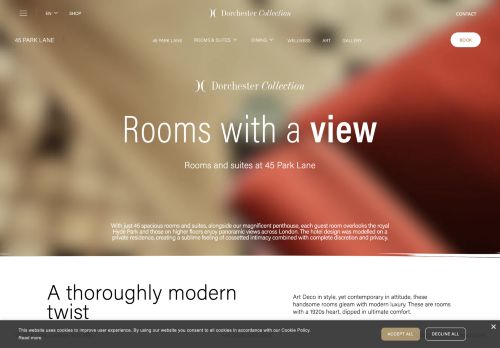 EN SHOP
Dorchester Collection
CONTACT
45 PARK LANE
45 PARK LANE ROOMS & SUITES DINING WELLNESS ART GALLERY
BOOK
Dorchester Collection
Rooms with a view
Rooms and suites at 45 Park Lane
With just 45 spacious rooms and suites, alongside our magnificent penthouse, each guest room overlooks the royal
Hyde Park and those on higher floors enjoy panoramic views across London. The hotel design was modelled on a
private residence, creating a sublime feeling of cossetted intimacy combined with complete discretion and privacy.
A thoroughly modern
twist
Art Deco in style, yet contemporary in attitude, these
handsome rooms gleam with modern luxury. These are rooms
with a 1920s heart, dipped in ultimate comfort.
This website uses cookies to improve user experience. By using our website you consent to all cookies in accordance with our Cookie Policy.
Read more
ACCEPT ALL
DECLINE ALL